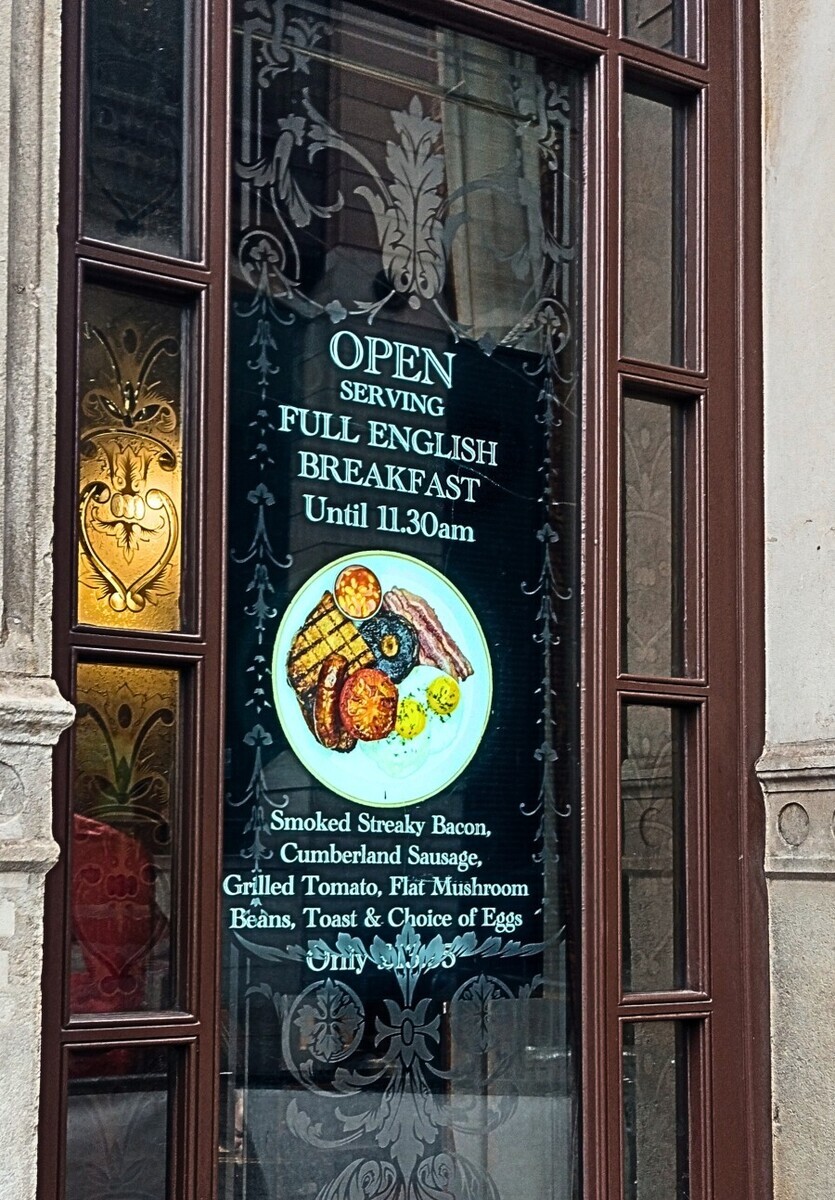 OPEN
SERVING
FULL ENGLISH
BREAKFAST
Until 11.30am
Smoked Streaky Bacon,
Cumberland Sausage,
Grilled Tomato, Flat Mushroom
Beans, Toast & Choice of Eggs
Only